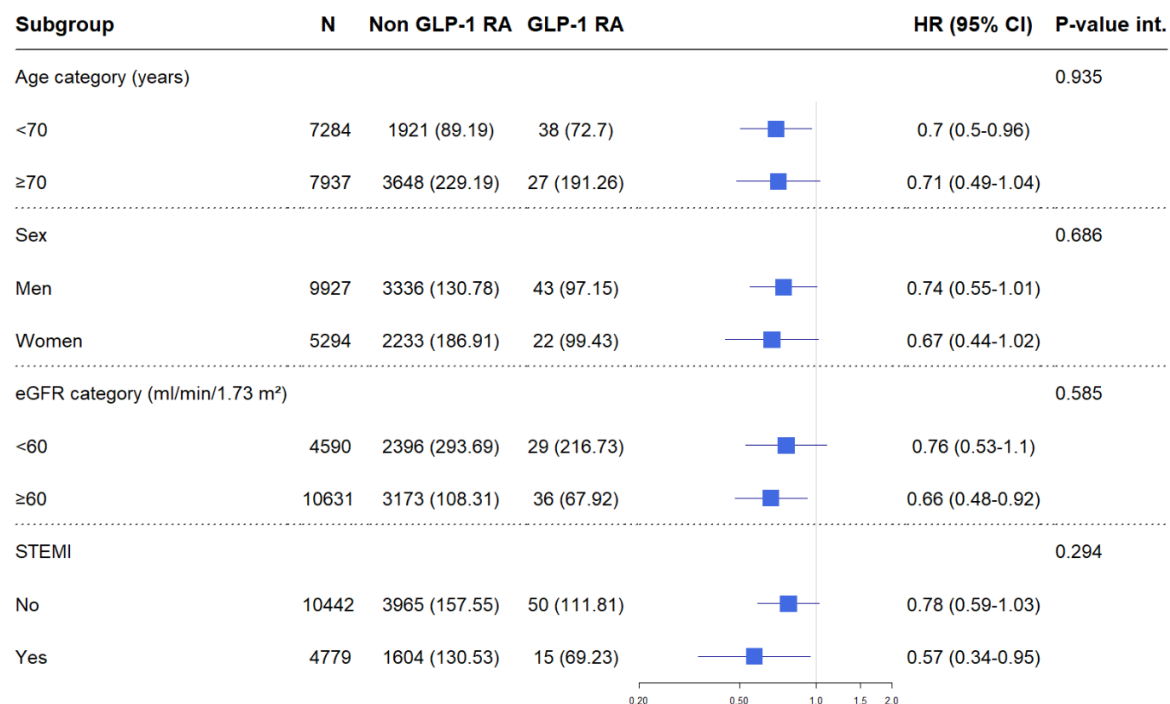 Subgroup N Non GLP-1 RA GLP-1 RA HR (95% CI) P-value int.
Age category (years) 0.935
<70 7284 1921 (89.19) 38 (72.7) 0.7 (0.5-0.96)
≥70 7937 3648 (229.19) 27 (191.26) 0.71 (0.49-1.04)
Sex 0.686
Men 9927 3336 (130.78) 43 (97.15) 0.74 (0.55-1.01)
Women 5294 2233 (186.91) 22 (99.43) 0.67 (0.44-1.02)
eGFR category (ml/min/1.73 m²) 0.585
<60 4590 2396 (293.69) 29 (216.73) 0.76 (0.53-1.1)
≥60 10631 3173 (108.31) 36 (67.92) 0.66 (0.48-0.92)
STEMI 0.294
No 10442 3965 (157.55) 50 (111.81) 0.78 (0.59-1.03)
Yes 4779 1604 (130.53) 15 (69.23) 0.57 (0.34-0.95)
0.20 0.50 1.0 1.5 2.0